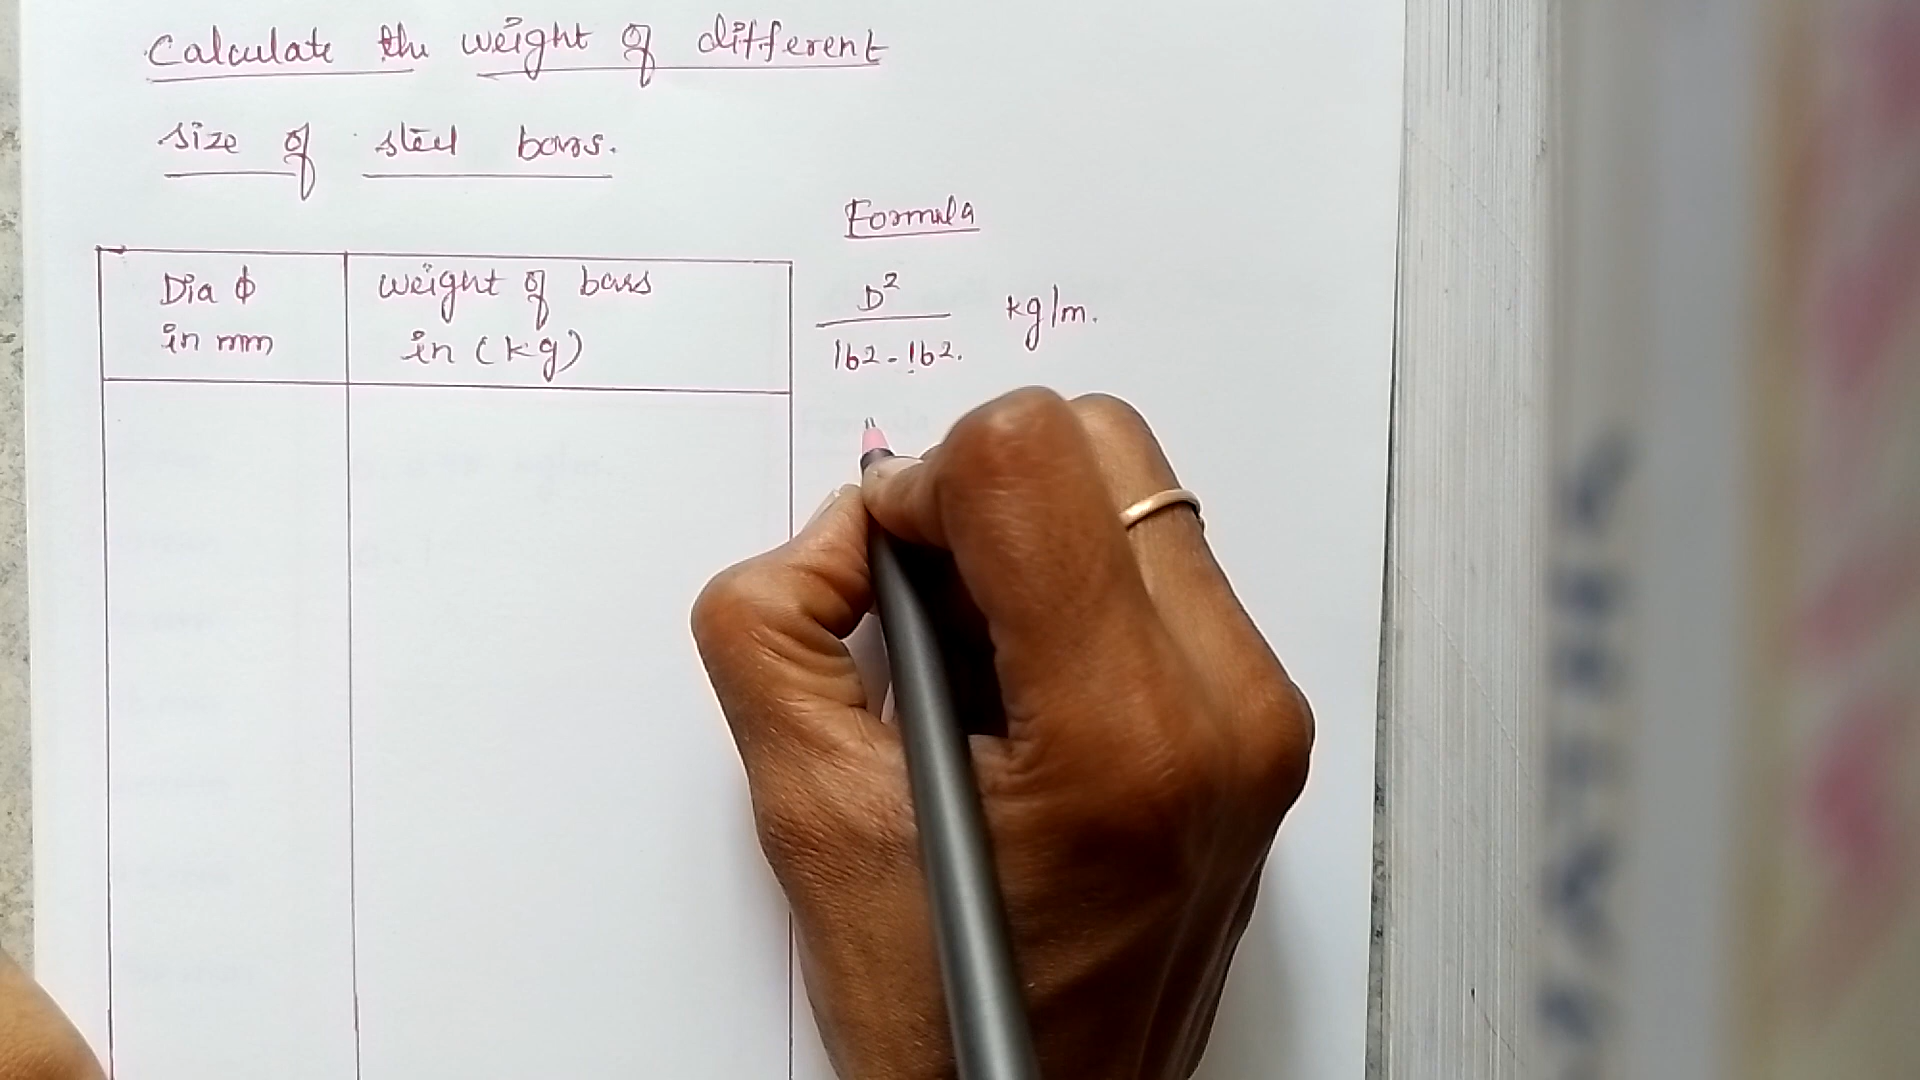 Calculate the weight of different
size of steel bars.
Formula
Dia ϕ
in mm
weight of bars
in (kg)
D²
162 - 162.
kg/m.